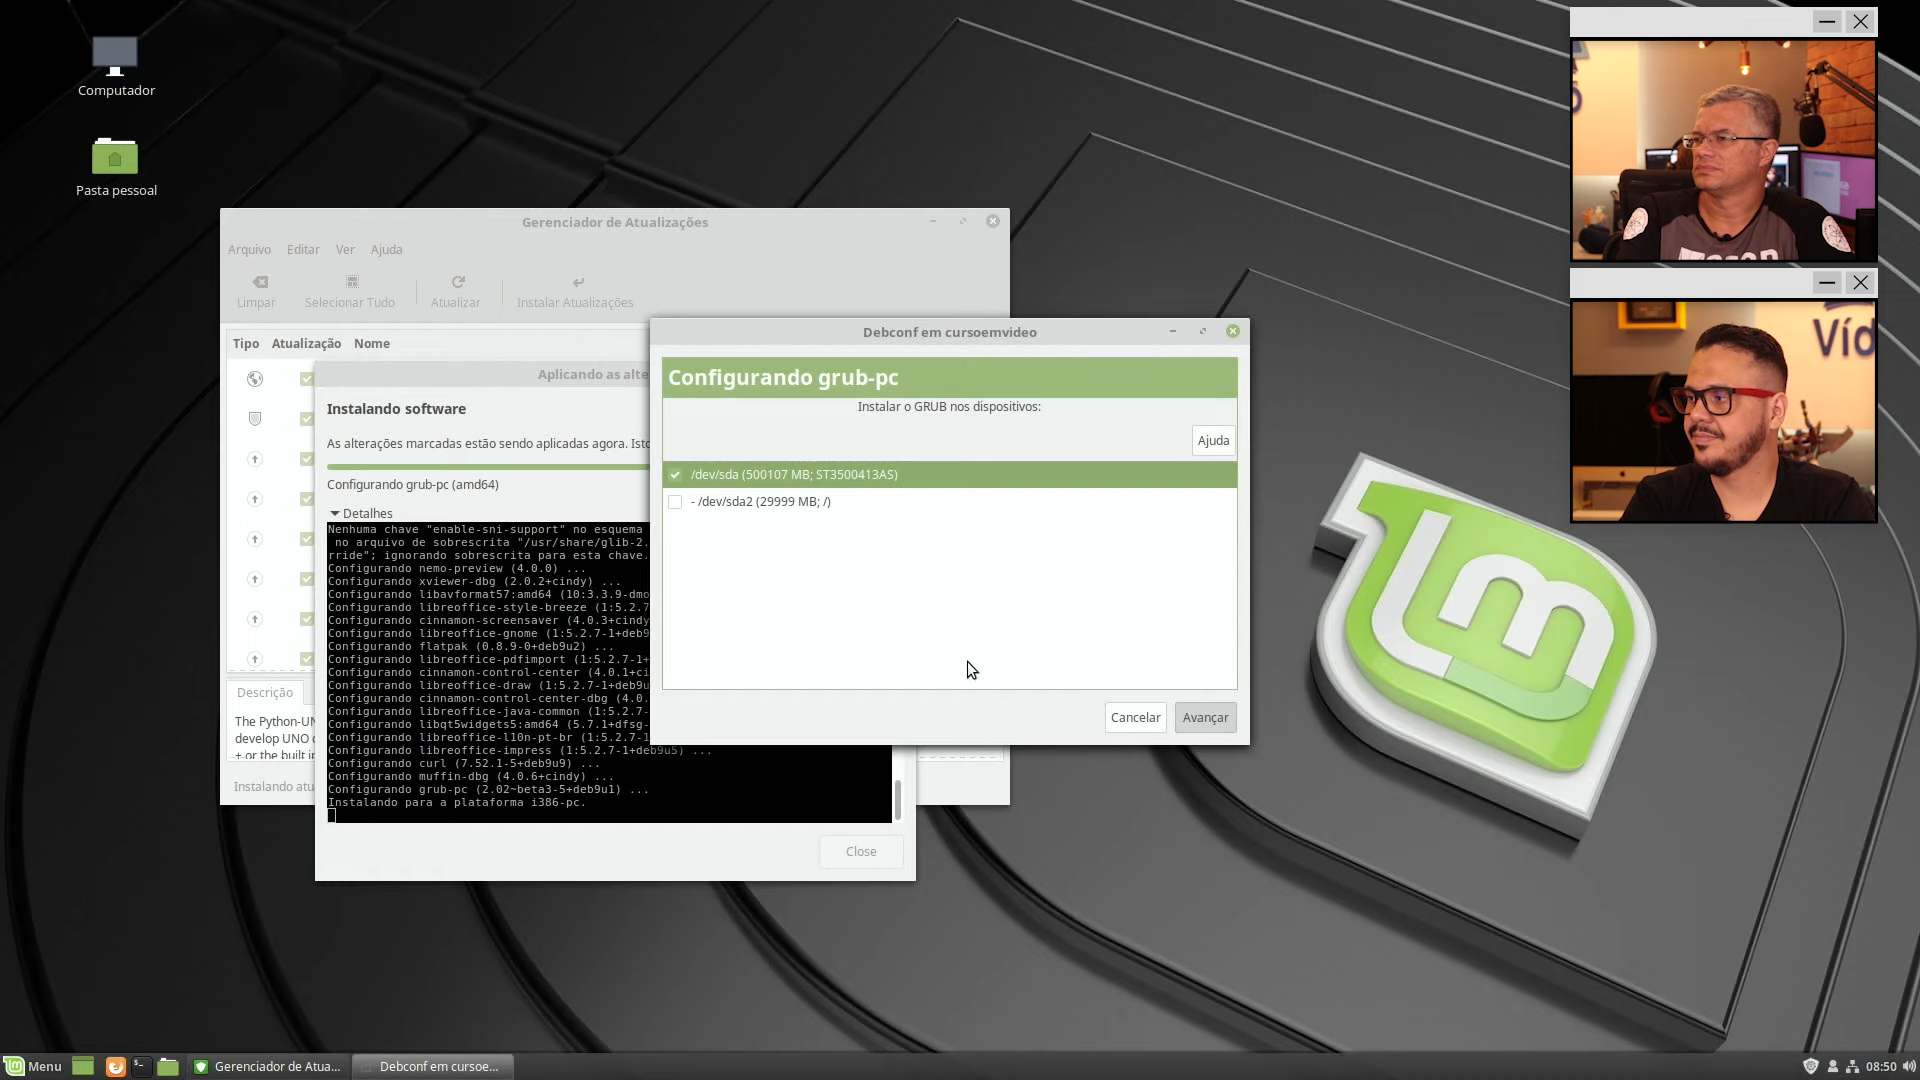 Computador
Pasta pessoal
Gerenciador de Atualizações
Arquivo Editar Ver Ajuda
Limpar Selecionar Tudo Atualizar Instalar Atualizações
Tipo Atualização Nome
Descrição
The Python-UN
develop UNO
+ or the built in
Instalando atu
Aplicando as alte
Instalando software
As alterações marcadas estão sendo aplicadas agora. Isto
Configurando grub-pc (amd64)
Detalhes
Nenhuma chave "enable-sni-support" no esquema
no arquivo de sobrescrita "/usr/share/glib-2.
rride"; ignorando sobrescrita para esta chave.
Configurando nemo-preview (4.0.0) ...
Configurando xviewer-dbg (2.0.2+cindy) ...
Configurando libavformat57:amd64 (10:3.3.9-dmo
Configurando libreoffice-style-breeze (1:5.2.7
Configurando cinnamon-screensaver (4.0.3+cindy
Configurando libreoffice-gnome (1:5.2.7-1+deb9
Configurando flatpak (0.8.9-0+deb9u2) ...
Configurando libreoffice-pdfimport (1:5.2.7-1+
Configurando cinnamon-control-center (4.0.1+ci
Configurando libreoffice-draw (1:5.2.7-1+deb9u
Configurando cinnamon-control-center-dbg (4.0.
Configurando libreoffice-java-common (1:5.2.7-
Configurando libqt5widgets5:amd64 (5.7.1+dfsg-
Configurando libreoffice-l10n-pt-br (1:5.2.7-1
Configurando libreoffice-impress (1:5.2.7-1+deb9u5) ...
Configurando curl (7.52.1-5+deb9u9) ...
Configurando muffin-dbg (4.0.6+cindy) ...
Configurando grub-pc (2.02~beta3-5+deb9u1) ...
Instalando para a plataforma i386-pc.
Close
Debconf em cursoemvideo
Configurando grub-pc
Instalar o GRUB nos dispositivos:
Ajuda
/dev/sda (500107 MB; ST3500413AS)
- /dev/sda2 (29999 MB; /)
Cancelar Avançar
Víd
Menu
Gerenciador de Atua...
Debconf em cursoe...
08:50